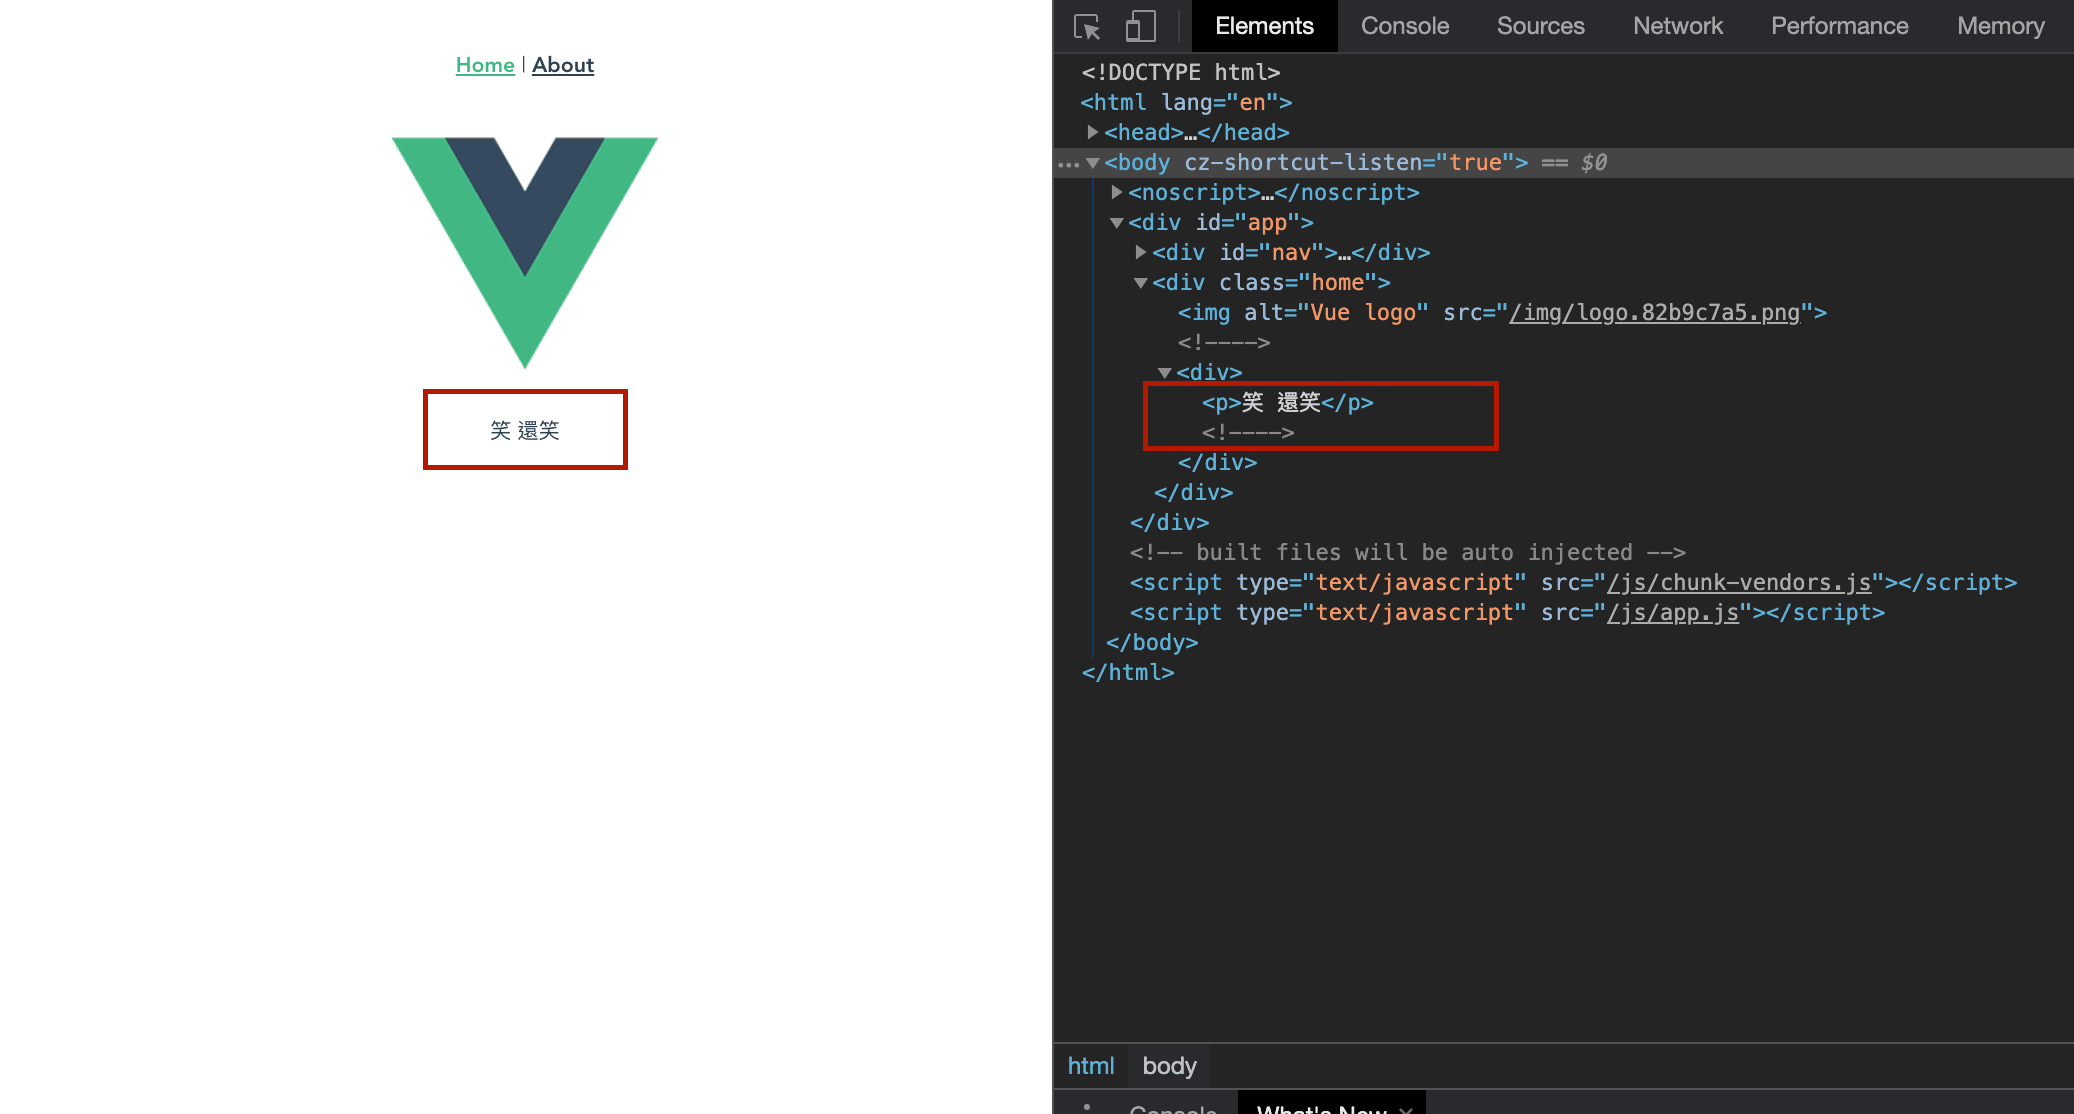 Home | About
笑 還笑
Elements Console Sources Network Performance Memory
<!DOCTYPE html>
<html lang="en">
<head>…</head>
… <body cz-shortcut-listen="true"> == $0
<noscript>…</noscript>
<div id="app">
<div id="nav">…</div>
<div class="home">
<img alt="Vue logo" src="/img/logo.82b9c7a5.png">
<!---->
<div>
<p>笑 還笑</p>
<!---->
</div>
</div>
</div>
<!-- built files will be auto injected -->
<script type="text/javascript" src="/js/chunk-vendors.js"></script>
<script type="text/javascript" src="/js/app.js"></script>
</body>
</html>
html body
Console What's New ×